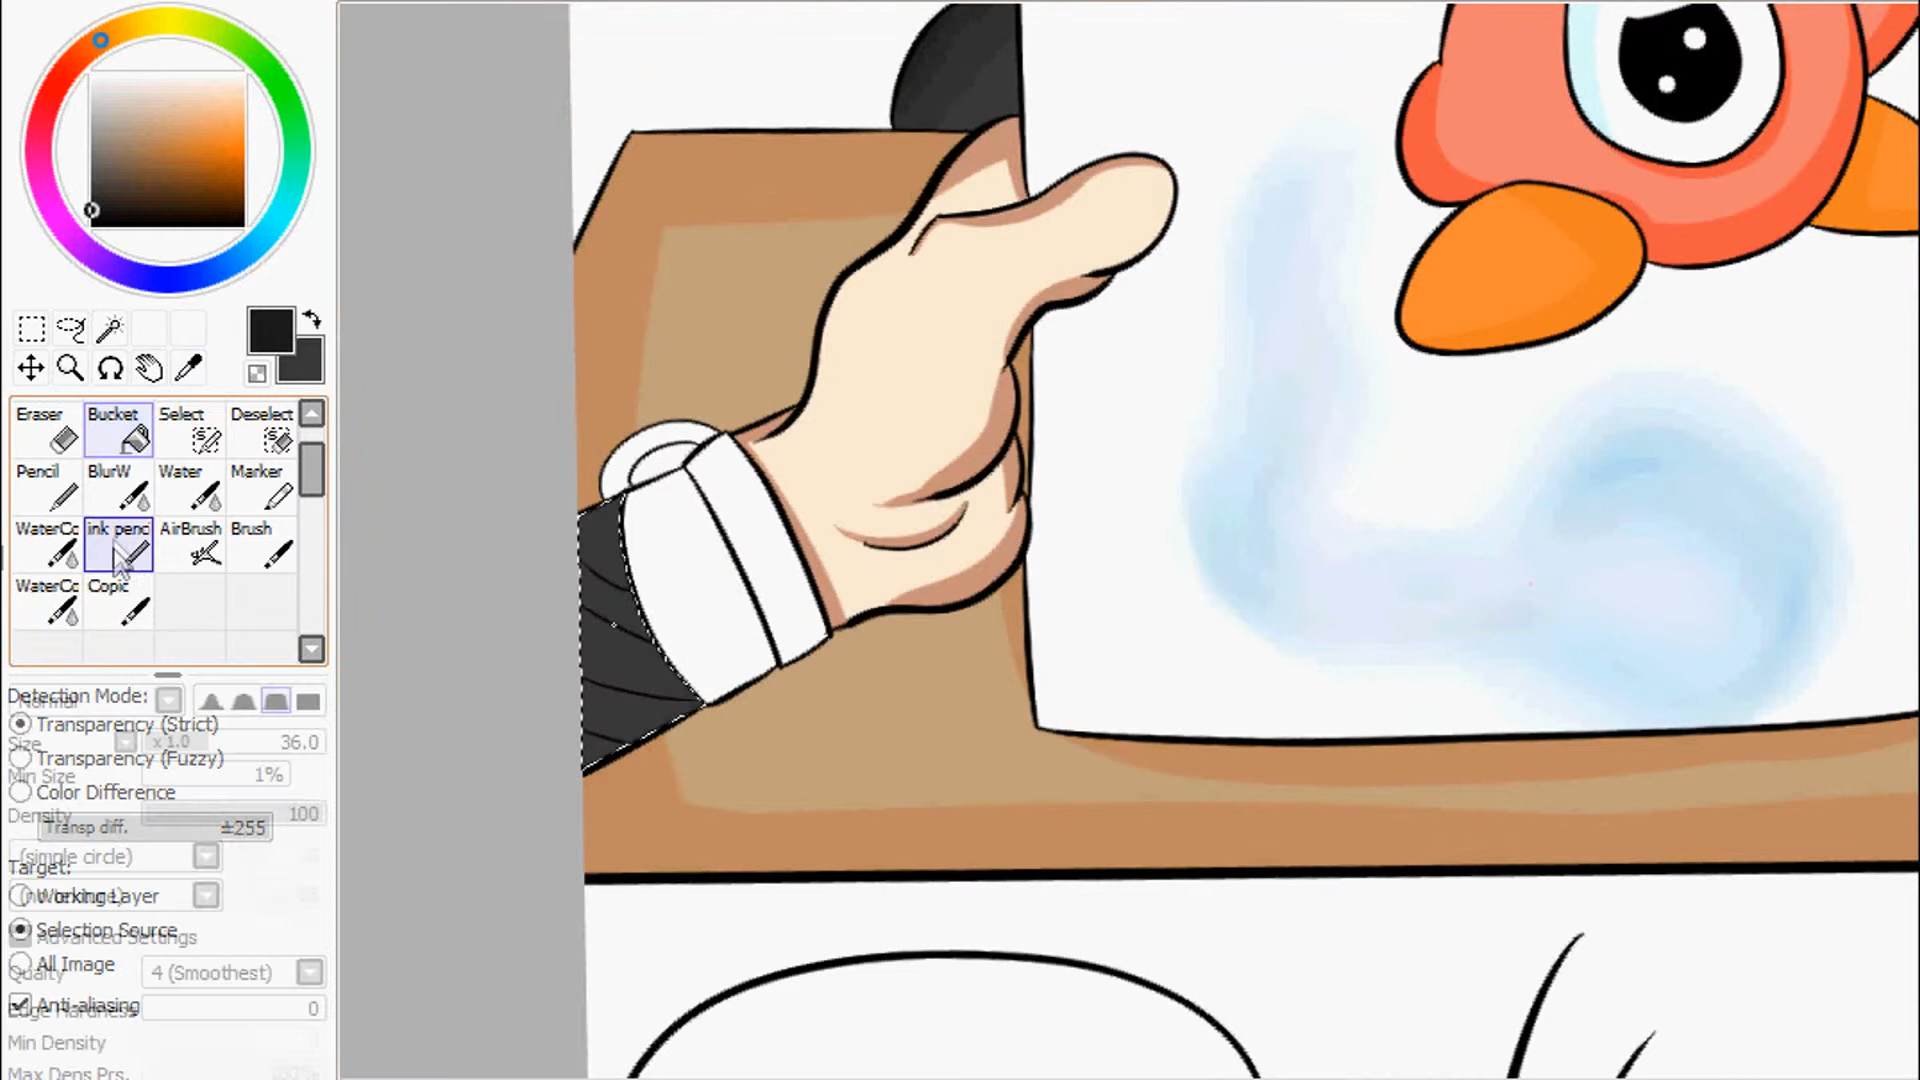 Eraser Bucket Select Deselect
Pencil BlurW Water Marker
WaterCc ink penc AirBrush Brush
WaterCc Copic
Detection Mode:
Normal
Transparency (Strict)
Size x 1.0 36.0
Transparency (Fuzzy)
Min Size 1%
Color Difference
Density 100
Transp diff. ±255
(simple circle)
Target:
Working Layer
Selection Source
Advanced Settings
All Image
Quality 4 (Smoothest)
Anti-aliasing
Edge Hardness 0
Min Density
Max Dens Prs. 100%